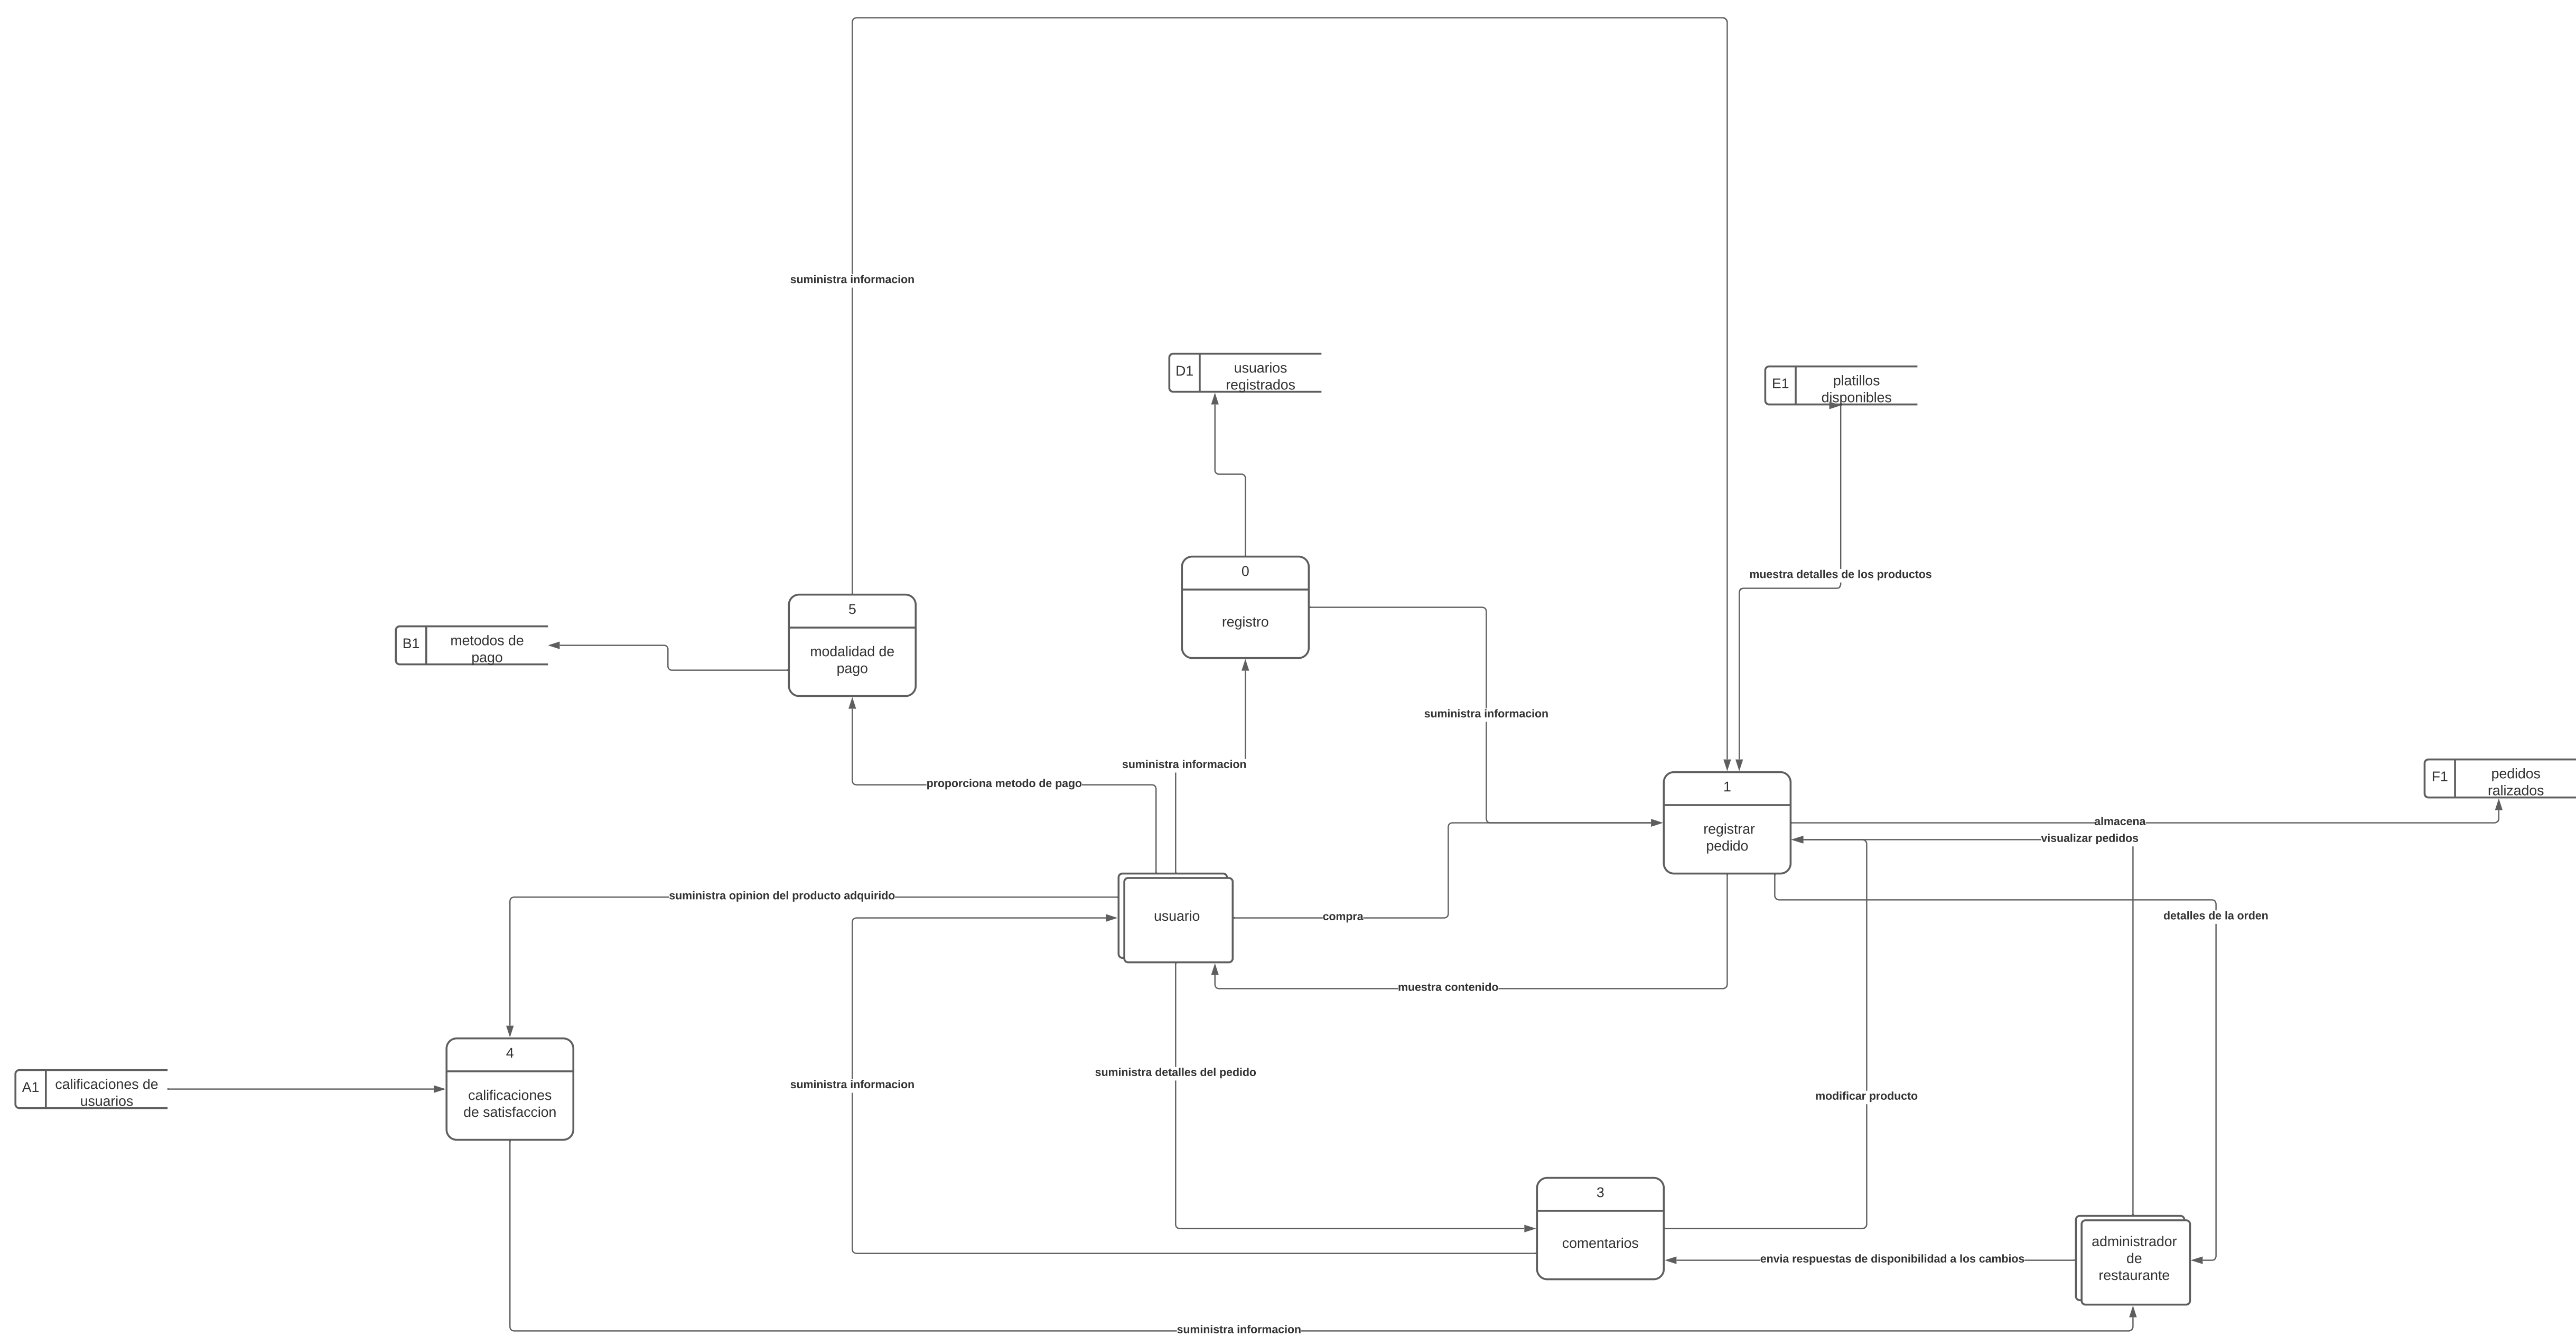 suministra informacion
D1
usuarios
registrados
E1
platillos
disponibles
muestra detalles de los productos
0
registro
5
modalidad de
pago
B1
metodos de
pago
suministra informacion
suministra informacion
proporciona metodo de pago
F1
pedidos
ralizados
1
registrar
pedido
almacena
visualizar pedidos
suministra opinion del producto adquirido
usuario
compra
detalles de la orden
muestra contenido
4
calificaciones
de satisfaccion
A1
calificaciones de
usuarios
suministra detalles del pedido
suministra informacion
modificar producto
3
comentarios
envia respuestas de disponibilidad a los cambios
administrador
de
restaurante
suministra informacion